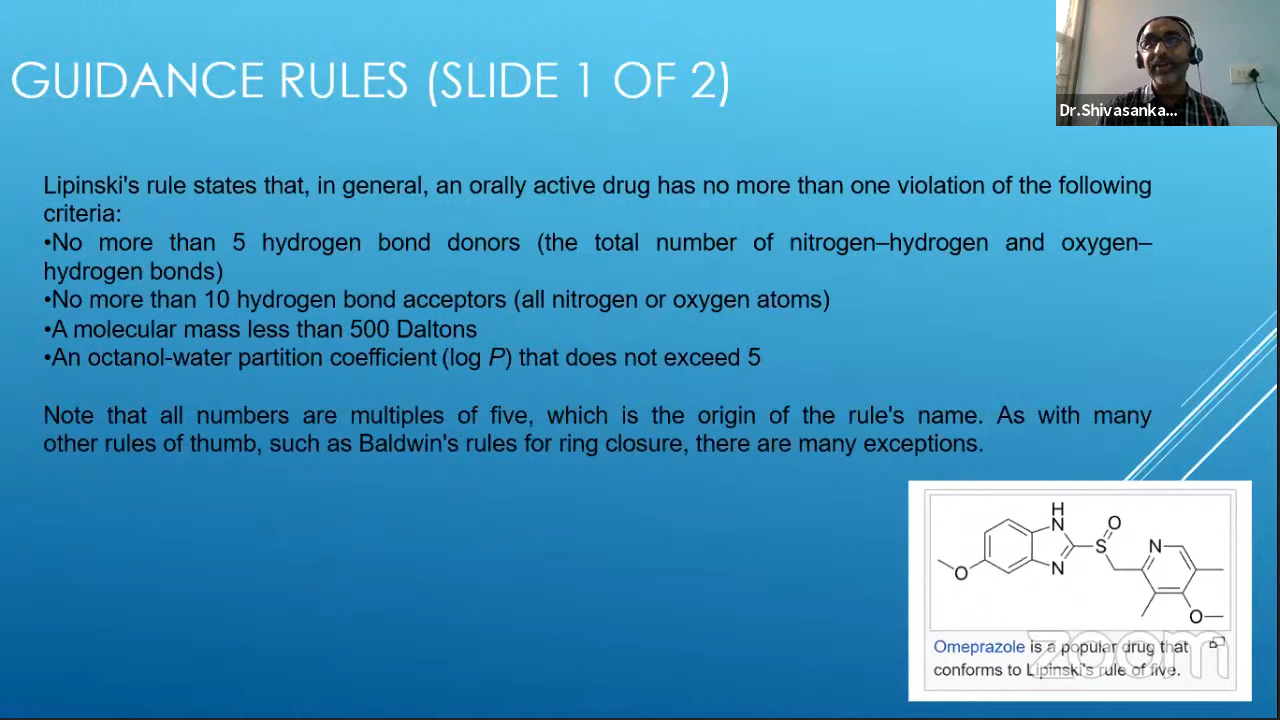 GUIDANCE RULES (SLIDE 1 OF 2)
Dr.Shivasanka...
Lipinski's rule states that, in general, an orally active drug has no more than one violation of the following
criteria:
•No more than 5 hydrogen bond donors (the total number of nitrogen–hydrogen and oxygen–
hydrogen bonds)
•No more than 10 hydrogen bond acceptors (all nitrogen or oxygen atoms)
•A molecular mass less than 500 Daltons
•An octanol-water partition coefficient (log P) that does not exceed 5
Note that all numbers are multiples of five, which is the origin of the rule's name. As with many
other rules of thumb, such as Baldwin's rules for ring closure, there are many exceptions.
H
N
O
S
N
N
O
O
Omeprazole is a popular drug that
conforms to Lipinski's rule of five.
zoom